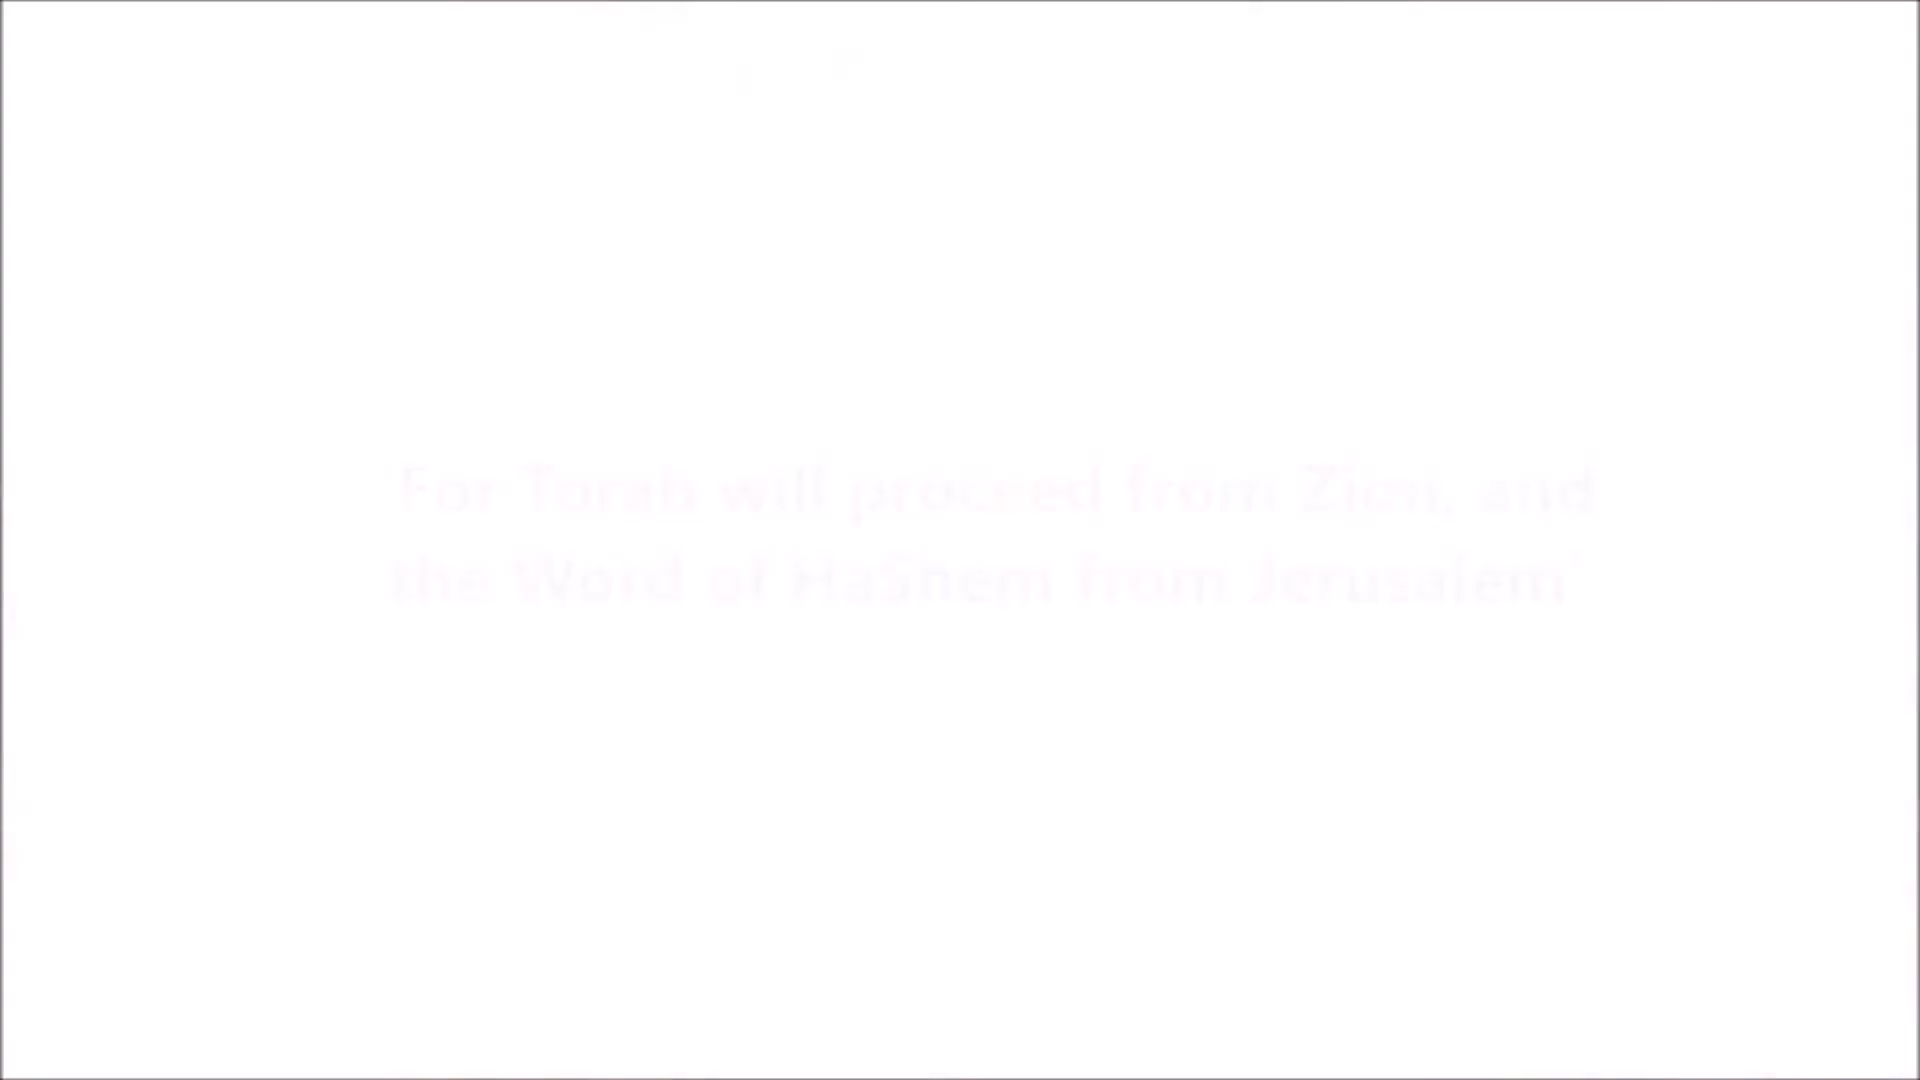 For Torah will proceed from Zion, and
the Word of HaShem from Jerusalem"